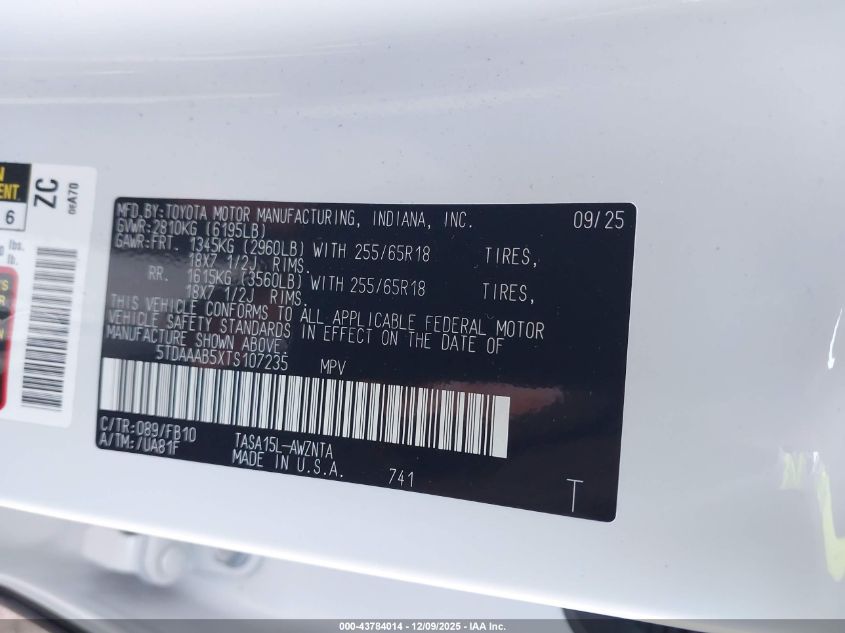 N
ENT
6
ZC
0EA70
lbs.
MFD.BY:TOYOTA MOTOR MANUFACTURING, INDIANA, INC. 09/25
GVWR:2810KG (6195LB)
GAWR:FRT. 1345KG (2960LB) WITH 255/65R18 TIRES,
18X7 1/2J RIMS.
RR. 1615KG (3560LB) WITH 255/65R18 TIRES,
18X7 1/2J RIMS.
THIS VEHICLE CONFORMS TO ALL APPLICABLE FEDERAL MOTOR
VEHICLE SAFETY STANDARDS IN EFFECT ON THE DATE OF
MANUFACTURE SHOWN ABOVE.
5TDAAAB5XTS107235 MPV
C/TR:089/FB10 TASA15L-AWZNTA
A/TM:/UA81F MADE IN U.S.A. 741
T
000-43784014 - 12/09/2025 - IAA Inc.